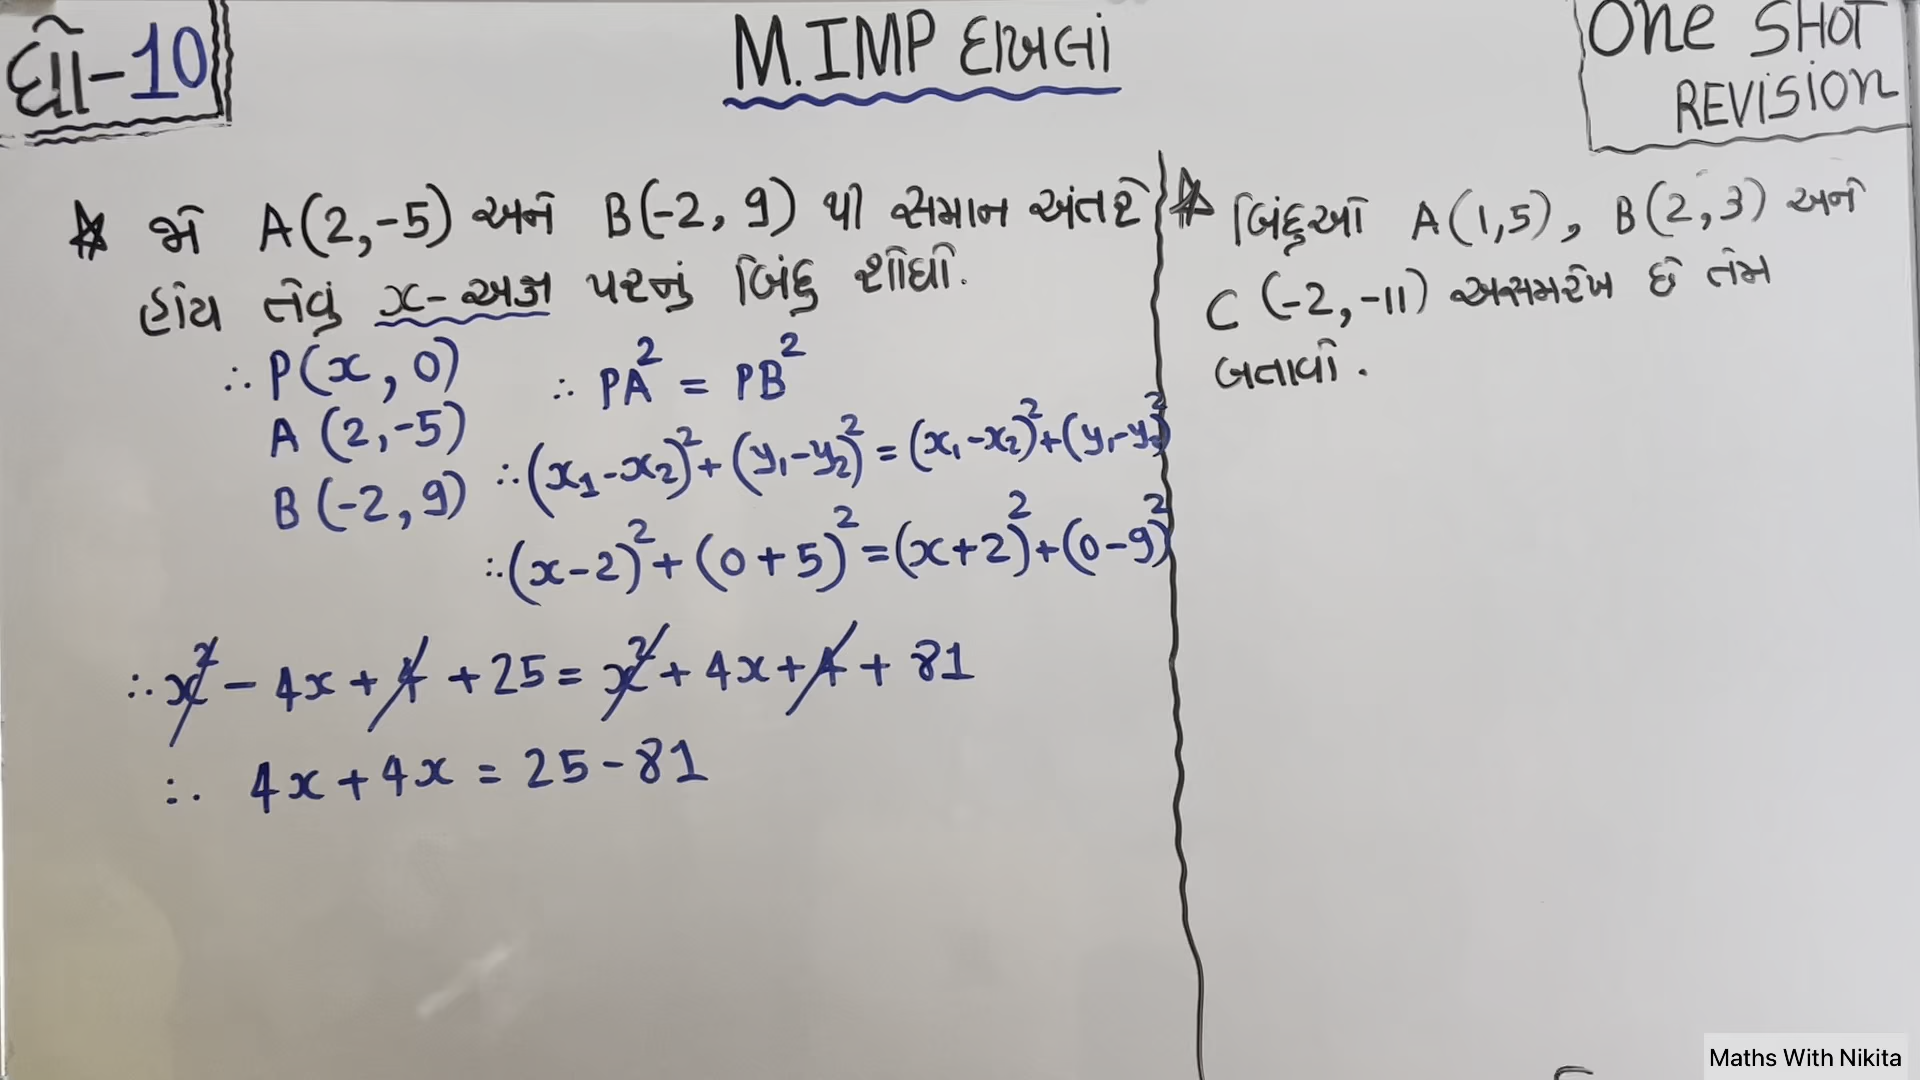 ધો-10
M. IMP દાખલાં
One SHOT
REVISION
જો A(2,-5) અને B(-2, 9) થી સમાન અંતરે
હોય તેવું x-અક્ષ પરનું બિંદુ શોધો.
∴ P(x, 0) ∴ PA² = PB²
A (2,-5)
B (-2, 9)
∴ (x₁-x₂)² + (y₁-y₂)² = (x₁-x₂)² + (y₁-y₂)²
∴ (x-2)² + (0+5)² = (x+2)² + (0-9)²
∴ x² - 4x + 4 + 25 = x² + 4x + 4 + 81
∴ 4x + 4x = 25 - 81
બિંદુઓ A(1,5), B(2,3) અને
C (-2,-11) અસમરેખ છે તેમ
બતાવો.
Maths With Nikita